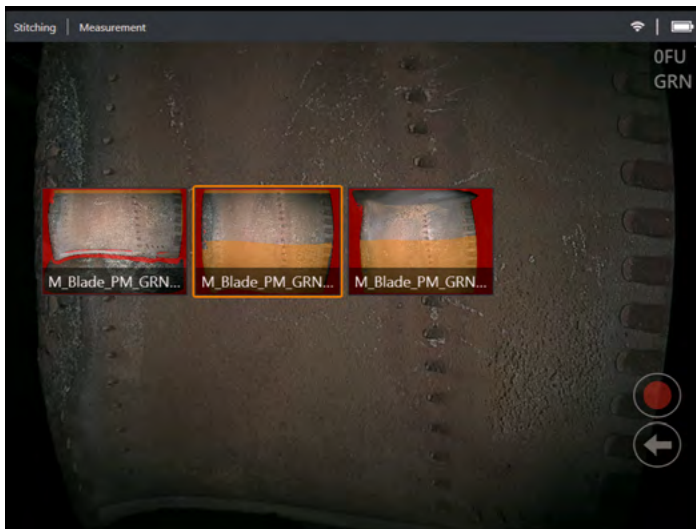 Stitching | Measurement
0FU
GRN
M_Blade_PM_GRN...
M_Blade_PM_GRN...
M_Blade_PM_GRN...